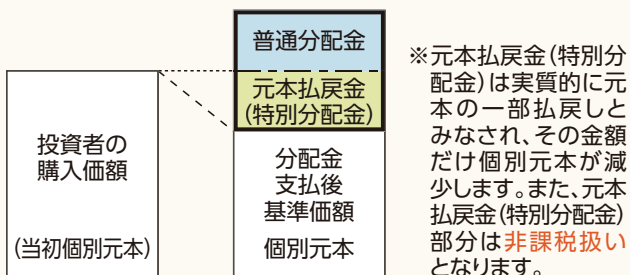 投資者の
購入価額
(当初個別元本)
普通分配金
元本払戻金
(特別分配金)
分配金
支払後
基準価額
個別元本
※元本払戻金(特別分
配金)は実質的に元
本の一部払戻しと
みなされ、その金額
だけ個別元本が減
少します。また、元本
払戻金(特別分配金)
部分は非課税扱い
となります。